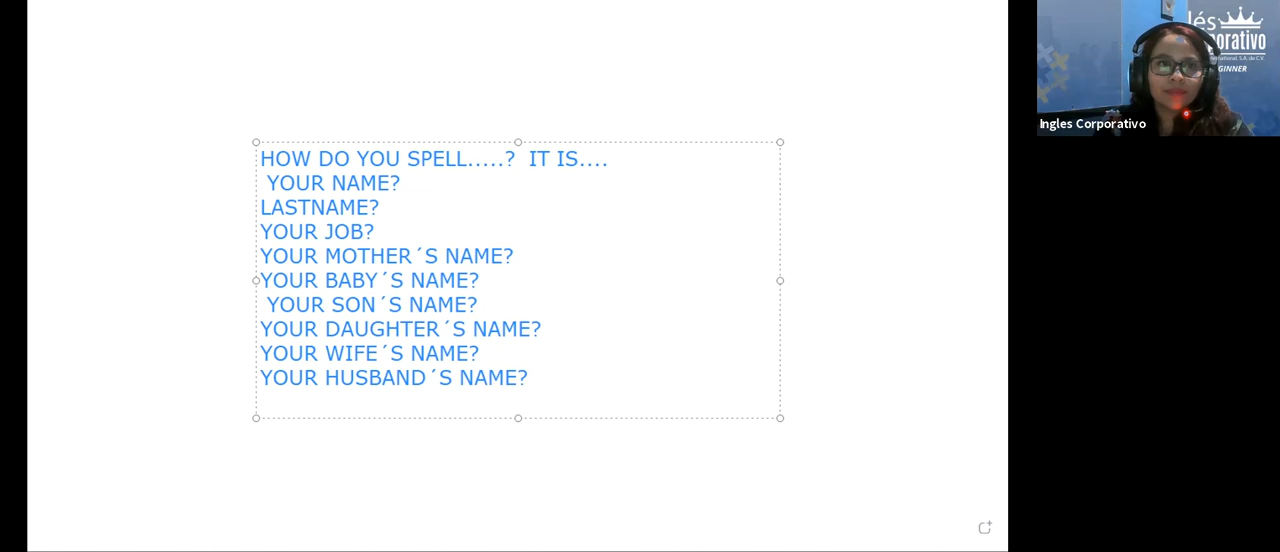 HOW DO YOU SPELL.....?  IT IS....
YOUR NAME?
LASTNAME?
YOUR JOB?
YOUR MOTHER´S NAME?
YOUR BABY´S NAME?
YOUR SON´S NAME?
YOUR DAUGHTER´S NAME?
YOUR WIFE´S NAME?
YOUR HUSBAND´S NAME?
Ingles Corporativo